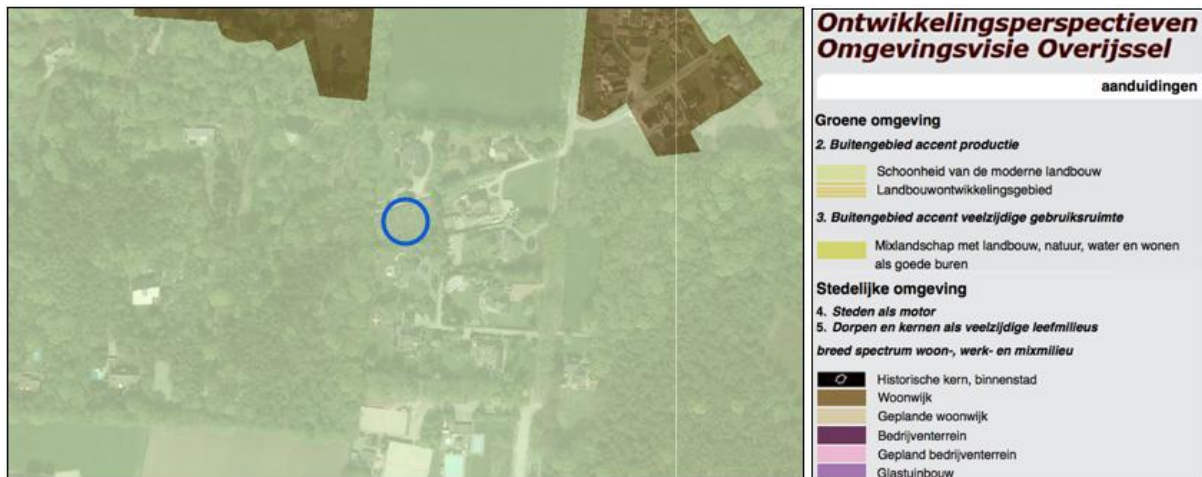 Ontwikkelingsperspectieven
Omgevingsvisie Overijssel
aanduidingen
Groene omgeving
2. Buitengebied accent productie
Schoonheid van de moderne landbouw
Landbouwontwikkelingsgebied
3. Buitengebied accent veelzijdige gebruiksruimte
Mixlandschap met landbouw, natuur, water en wonen
als goede buren
Stedelijke omgeving
4. Steden als motor
5. Dorpen en kernen als veelzijdige leefmilieus
breed spectrum woon-, werk- en mixmilieu
Historische kern, binnenstad
Woonwijk
Geplande woonwijk
Bedrijventerrein
Gepland bedrijventerrein
Glastuinbouw